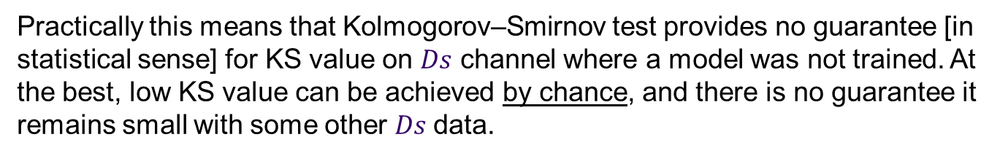 Practically this means that Kolmogorov–Smirnov test provides no guarantee [in
statistical sense] for KS value on Ds channel where a model was not trained. At
the best, low KS value can be achieved by chance, and there is no guarantee it
remains small with some other Ds data.